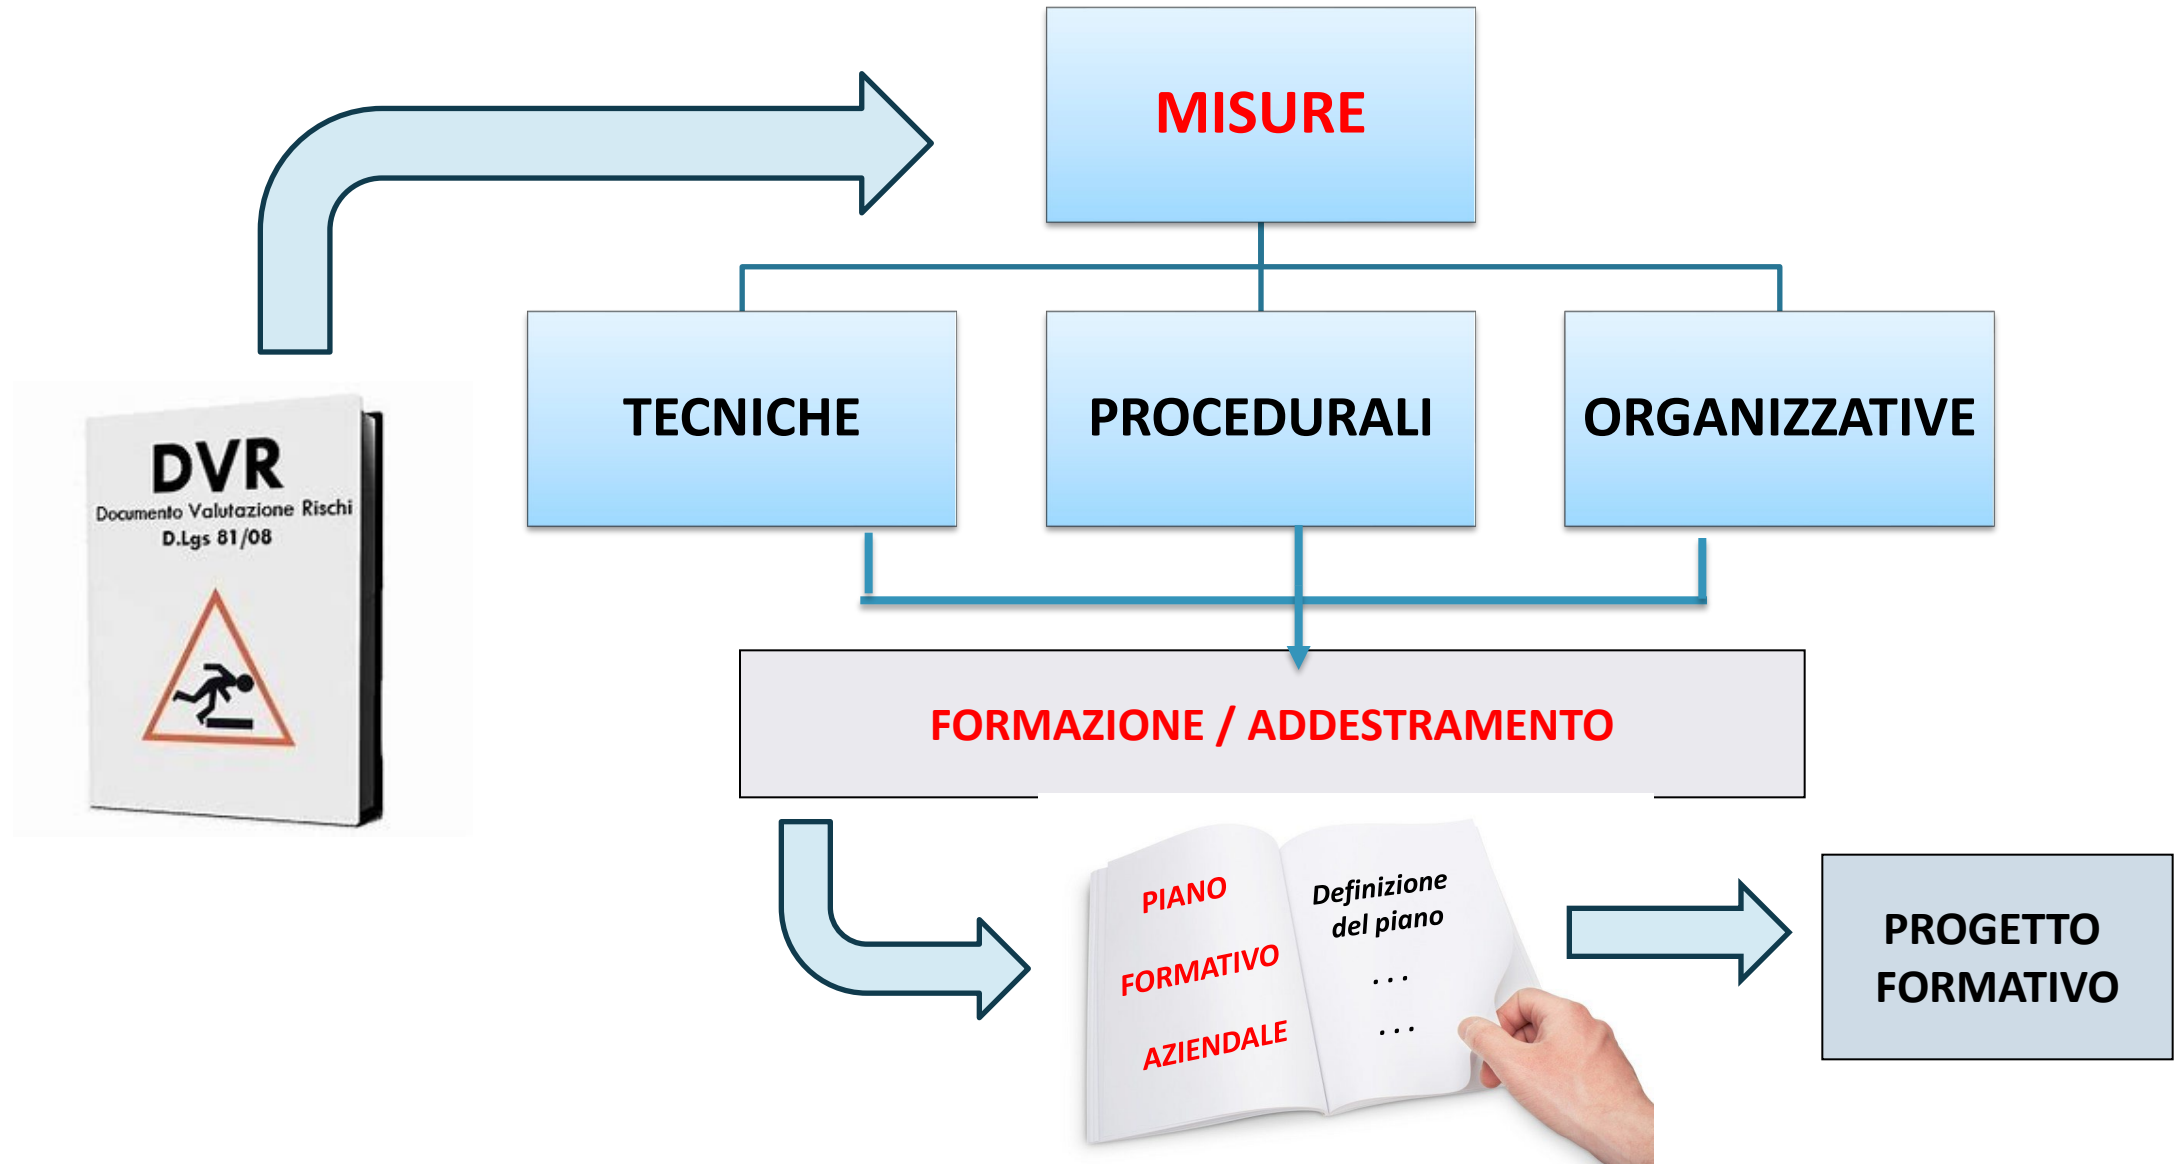 MISURE
TECNICHE
PROCEDURALI
ORGANIZZATIVE
DVR
Documento Valutazione Rischi
D.Lgs 81/08
FORMAZIONE / ADDESTRAMENTO
PIANO
FORMATIVO
AZIENDALE
Definizione
del piano
. . .
. . .
PROGETTO
FORMATIVO